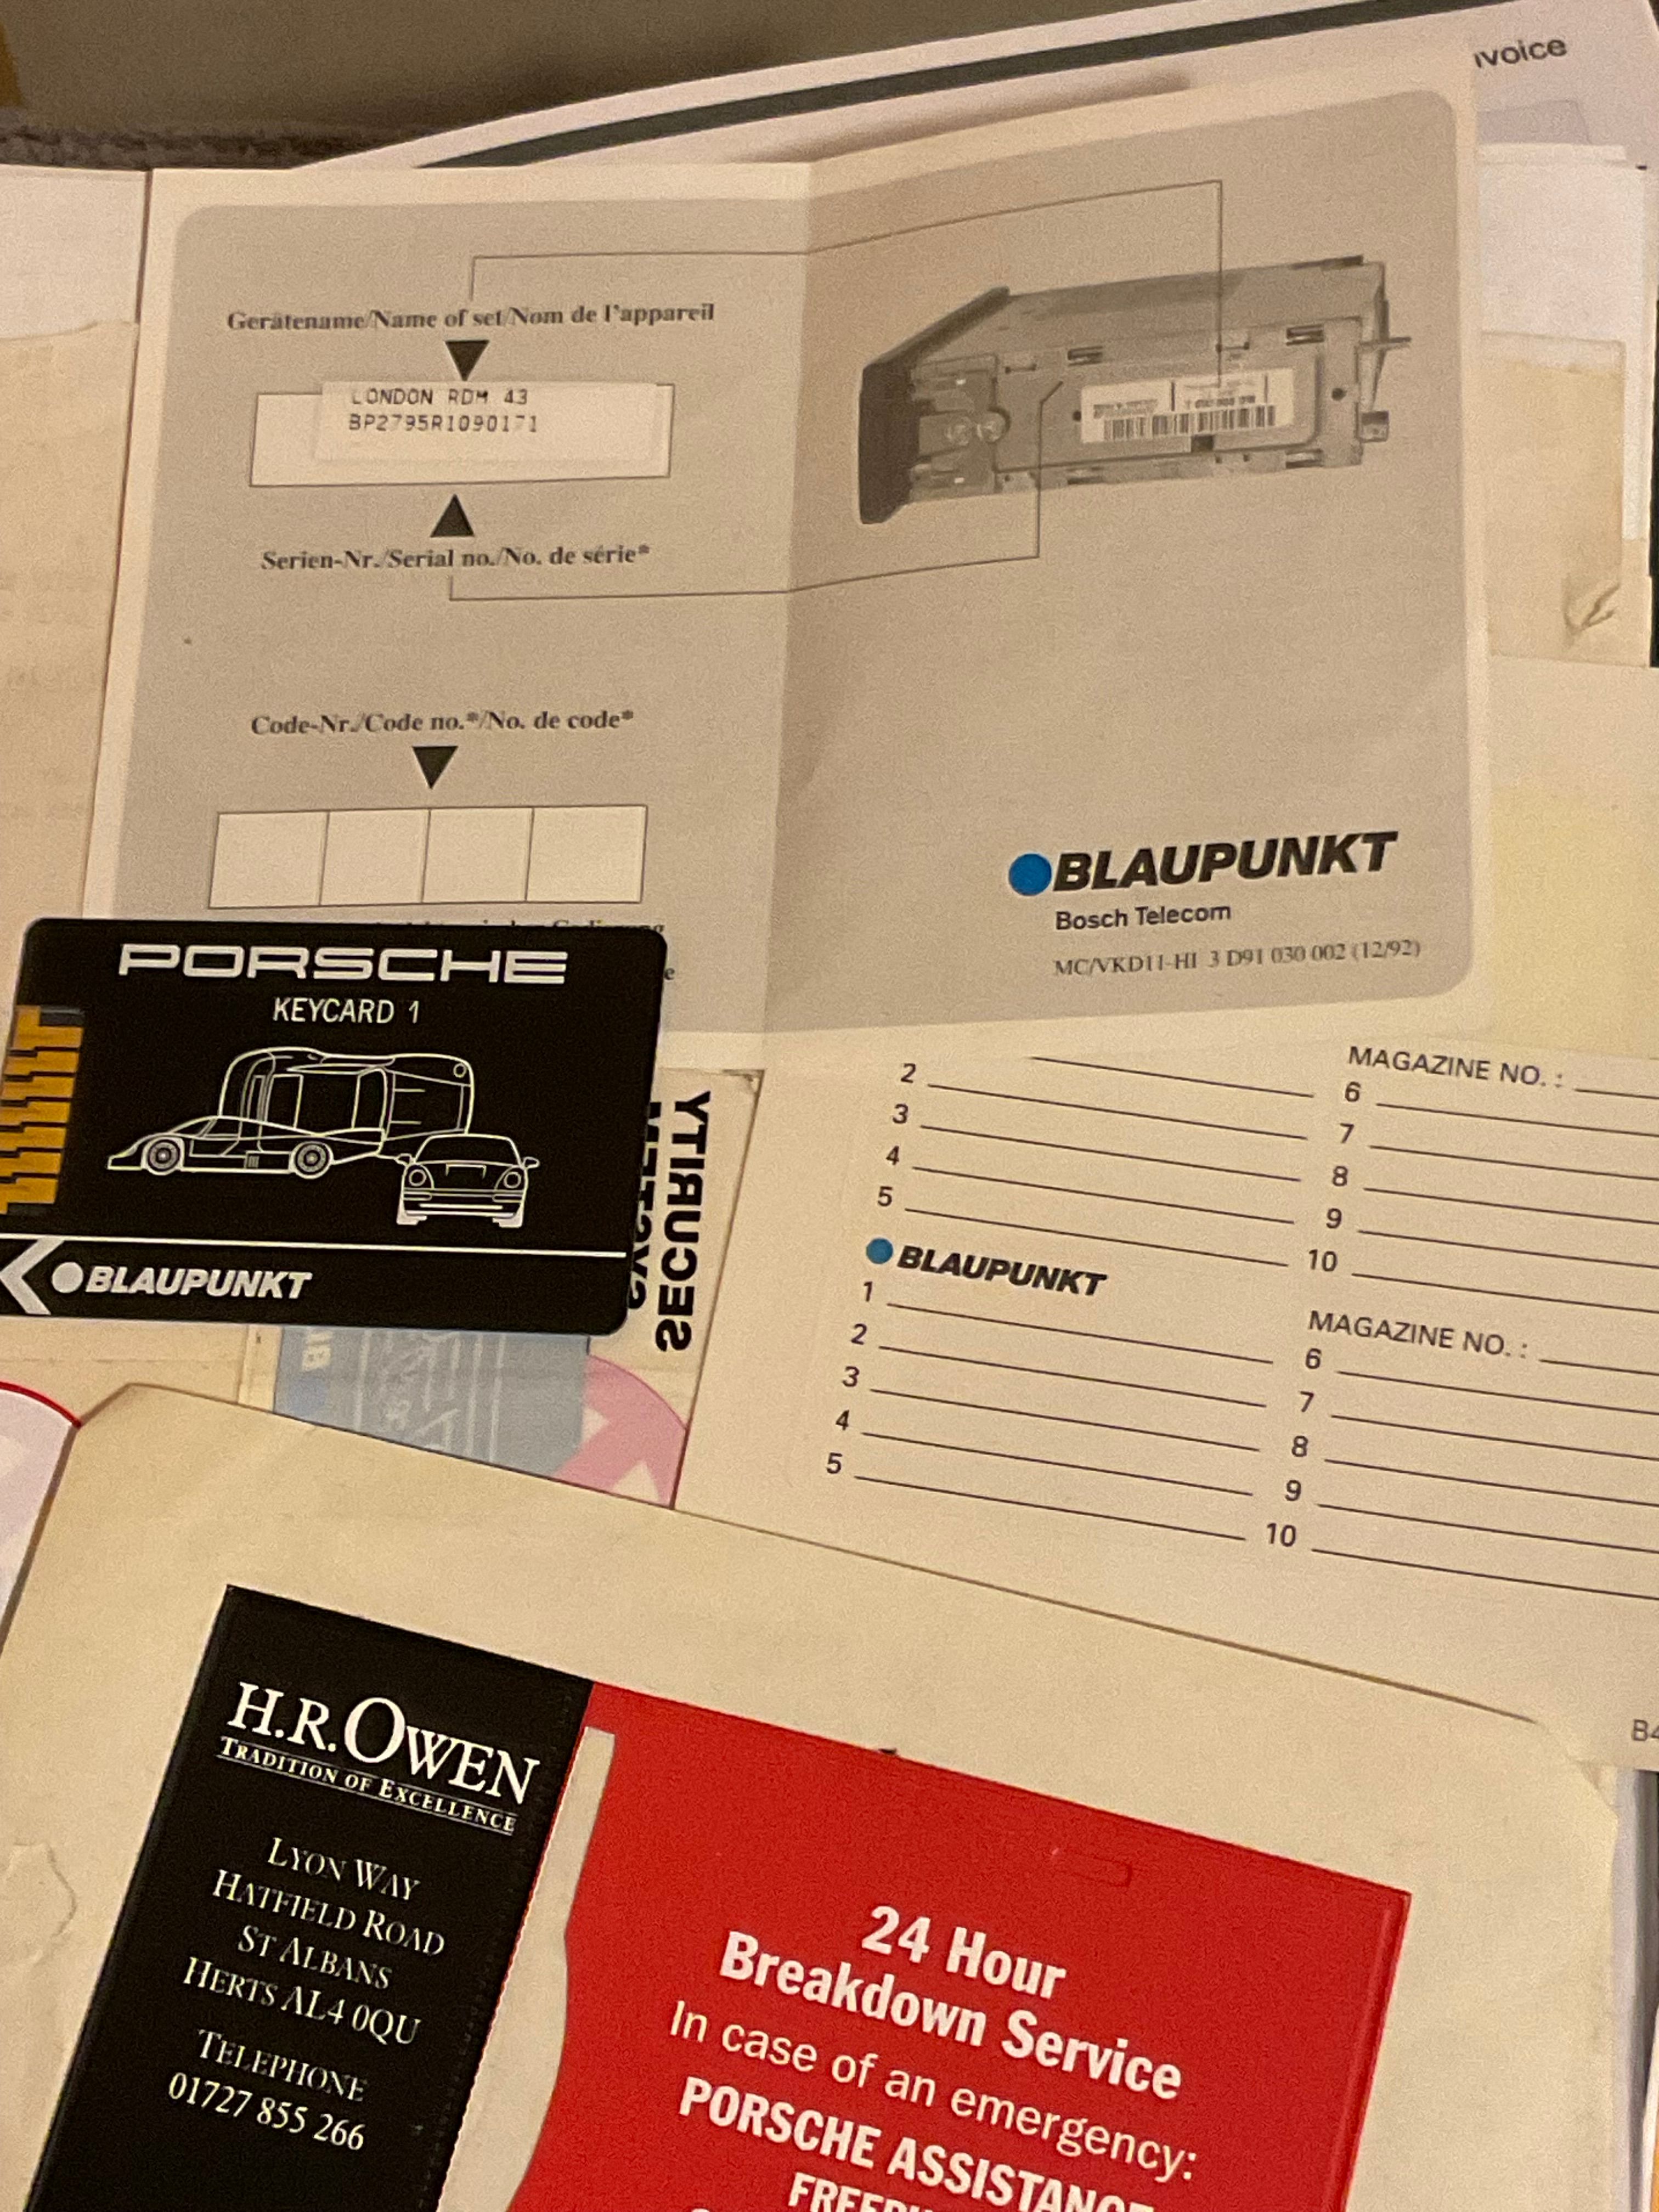 Gerätename/Name of set/Nom de l'appareil
LONDON RDM 43
BP2795R1090171
Serien-Nr./Serial no./No. de série*
Code-Nr./Code no.*/No. de code*
BLAUPUNKT
Bosch Telecom
MC/VKD11-HI 3 D91 030 002 (12/92)
PORSCHE
KEYCARD 1
BLAUPUNKT
SECURITY
SYSTEM
MAGAZINE NO. :
2
3
4
5
6
7
8
9
10
BLAUPUNKT
MAGAZINE NO. :
1
2
3
4
5
6
7
8
9
10
H.R. OWEN
TRADITION OF EXCELLENCE
LYON WAY
HATFIELD ROAD
ST ALBANS
HERTS AL4 0QU
TELEPHONE
01727 855 266
24 Hour
Breakdown Service
In case of an emergency:
PORSCHE